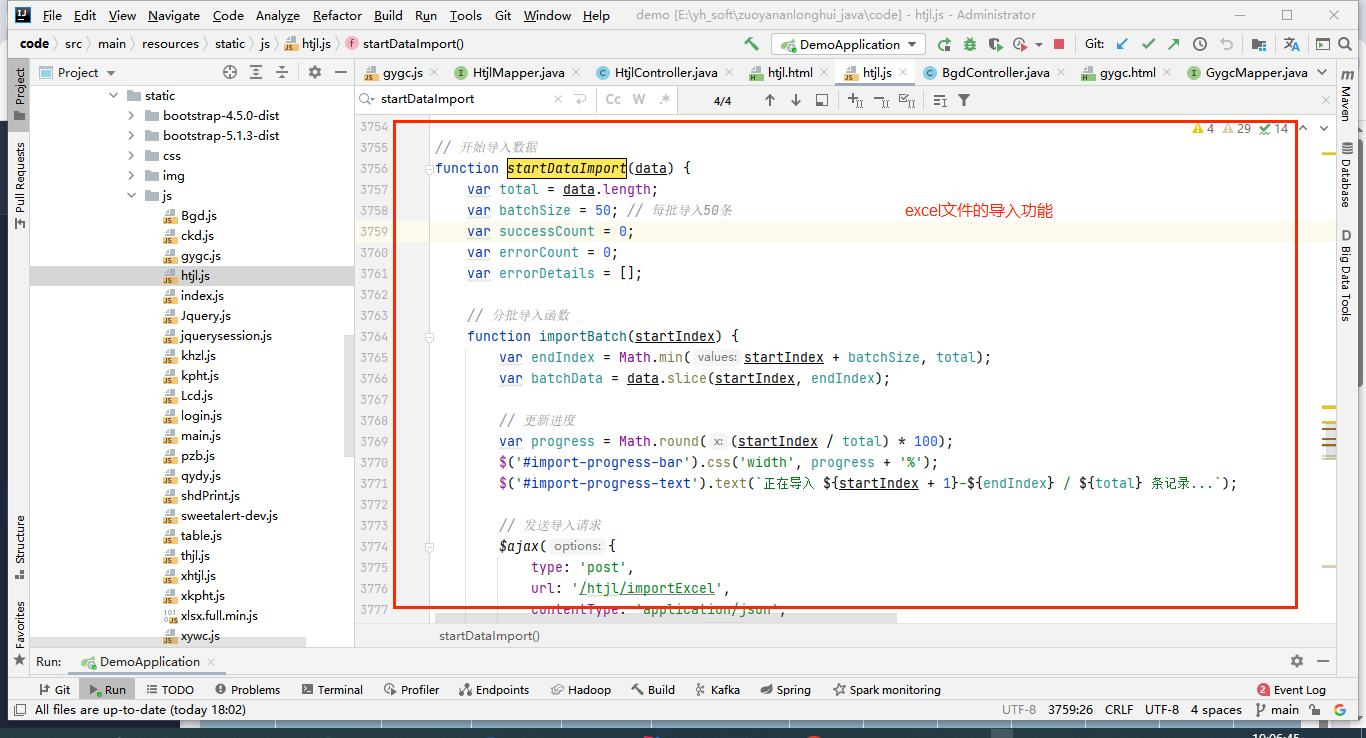 File Edit View Navigate Code Analyze Refactor Build Run Tools Git Window Help demo [E:\yh_soft\zuoyananlonghui_java\code] - htjl.js - Administrator
code src main resources static js htjl.js startDataImport() DemoApplication Git:
Project gygc.js HtjlMapper.java HtjlController.java htjl.html htjl.js BgdController.java gygc.html GygcMapper.java
startDataImport Cc W .* 4/4
static
bootstrap-4.5.0-dist
bootstrap-5.1.3-dist
css
img
js
Bgd.js
ckd.js
gygc.js
htjl.js
index.js
Jquery.js
jquerysession.js
khzl.js
kpht.js
Lcd.js
login.js
main.js
pzb.js
qydy.js
shdPrint.js
sweetalert-dev.js
table.js
thjl.js
xhtjl.js
xkpht.js
xlsx.full.min.js
xywc.js
Project
Pull Requests
Structure
Favorites
3754 4 29 14
3755 // 开始导入数据
3756 function startDataImport(data) {
3757 var total = data.length;
3758 var batchSize = 50; // 每批导入50条
excel文件的导入功能
3759 var successCount = 0;
3760 var errorCount = 0;
3761 var errorDetails = [];
3762
3763 // 分批导入函数
3764 function importBatch(startIndex) {
3765 var endIndex = Math.min( values: startIndex + batchSize, total);
3766 var batchData = data.slice(startIndex, endIndex);
3767
3768 // 更新进度
3769 var progress = Math.round( x: (startIndex / total) * 100);
3770 $('#import-progress-bar').css('width', progress + '%');
3771 $('#import-progress-text').text(`正在导入 ${startIndex + 1}-${endIndex} / ${total} 条记录...`);
3772
3773 // 发送导入请求
3774 $ajax( options: {
3775 type: 'post',
3776 url: '/htjl/importExcel',
3777 contentType: 'application/json',
startDataImport()
Maven
Database
Big Data Tools
Run: DemoApplication
Git Run TODO Problems Terminal Profiler Endpoints Hadoop Build Kafka Spring Spark monitoring 2 Event Log
All files are up-to-date (today 18:02) UTF-8 3759:26 CRLF UTF-8 4 spaces main
10:06:45